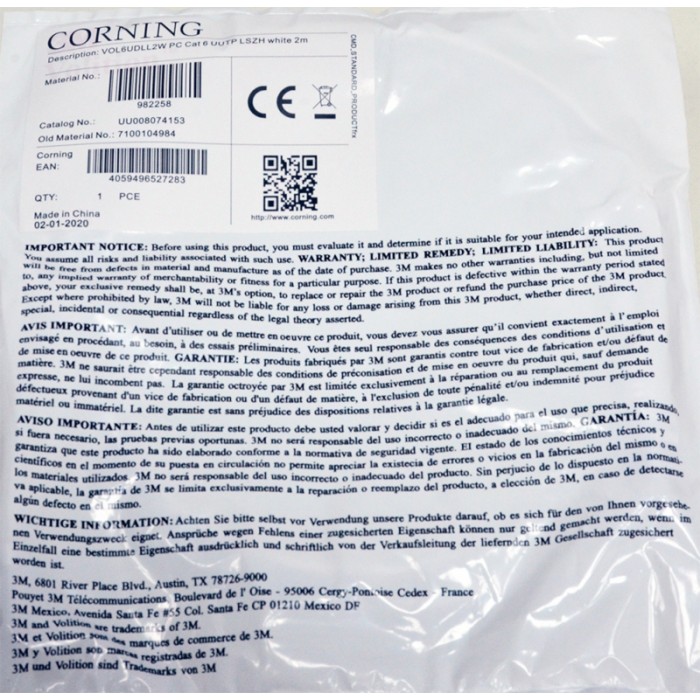 CORNING
Description: VOL6UDLL2W PC Cat 6 UUTP LSZH white 2m
Material No.:
982258
Catalog No.: UU008074153
Old Material No.: 7100104984
Corning
EAN:
4059496527283
QTY: 1 PCE
Made in China
02-01-2020
CE
CMD_STANDARD_PRODUCTNx
http://www.corning.com
IMPORTANT NOTICE: Before using this product, you must evaluate it and determine if it is suitable for your intended application.
You assume all risks and liability associated with such use. WARRANTY; LIMITED REMEDY; LIMITED LIABILITY: This product
will be free from defects in material and manufacture as of the date of purchase. 3M makes no other warranties including, but not limited
to, any implied warranty of merchantability or fitness for a particular purpose. If this product is defective within the warranty period stated
above, your exclusive remedy shall be, at 3M's option, to replace or repair the 3M product or refund the purchase price of the 3M product.
Except where prohibited by law, 3M will not be liable for any loss or damage arising from this 3M product, whether direct, indirect,
special, incidental or consequential regardless of the legal theory asserted.
AVIS IMPORTANT: Avant d'utiliser ou de mettre en oeuvre ce produit, vous devez vous assurer qu'il convient exactement à l'emploi
envisagé en procédant, au besoin, à des essais préliminaires. Vous êtes seul responsable des conséquences des conditions d'utilisation et
de mise en oeuvre de ce produit. GARANTIE: Les produits fabriqués par 3M sont garantis contre tout vice de fabrication et/ou défaut de
matière. 3M ne saurait être cependant responsable des conditions de préconisation et de mise en oeuvre du produit qui, sauf demande
expresse, ne lui incombent pas. La garantie octroyée par 3M est limitée exclusivement à la réparation ou au remplacement du produit
défectueux provenant d'un vice de fabrication ou d'un défaut de matière, à l'exclusion de toute pénalité et/ou indemnité pour préjudice
matériel ou immatériel. La dite garantie est sans préjudice des dispositions relatives à la garantie légale.
AVISO IMPORTANTE: Antes de utilizar este producto debe usted valorar y decidir si es el adecuado para el uso que precisa, realizando,
si fuera necesario, las pruebas previas oportunas. 3M no será responsable del uso incorrecto o inadecuado del mismo. GARANTÍA: 3M
garantiza que este producto ha sido elaborado conforme a la normativa de seguridad vigente. El estado de los conocimientos técnicos y
científicos en el momento de su puesta en circulación no permite apreciar la existecia de errores o vicios en la fabricación del mismo o en
los materiales utilizados. 3M no será responsable del uso incorrecto o inadecuado del producto. Sin perjuicio de lo dispuesto en la normati-
va aplicable, la garantía de 3M se limita exclusivamente a la reparación o reemplazo del producto, a elección de 3M, en caso de detectarse
algún defecto en el mismo.
WICHTIGE INFORMATION: Achten Sie bitte selbst vor Verwendung unsere Produkte darauf, ob es sich für den von Ihnen vorgesehe-
nen Verwendungszweck eignet. Ansprüche wegen Fehlens einer zugesicherten Eigenschaft können nur geltend gemacht werden, wenn im
Einzelfall eine bestimmte Eigenschaft ausdrücklich und schriftlich von der Verkaufsleitung der liefernden 3M Gesellschaft zugesichert
worden ist.
3M, 6801 River Place Blvd., Austin, TX 78726-9000
Pouyet 3M Télécommunications, Boulevard de l' Oise - 95006 Cergy-Pontoise Cedex - France
3M Mexico, Avenida Santa Fe #55 Col. Santa Fe CP 01210 Mexico DF
3M and Volition are trademarks of 3M.
3M et Volition sont des marques de commerce de 3M.
3M y Volition son marcas registradas de 3M.
3M und Volition sind Trademarks von 3M